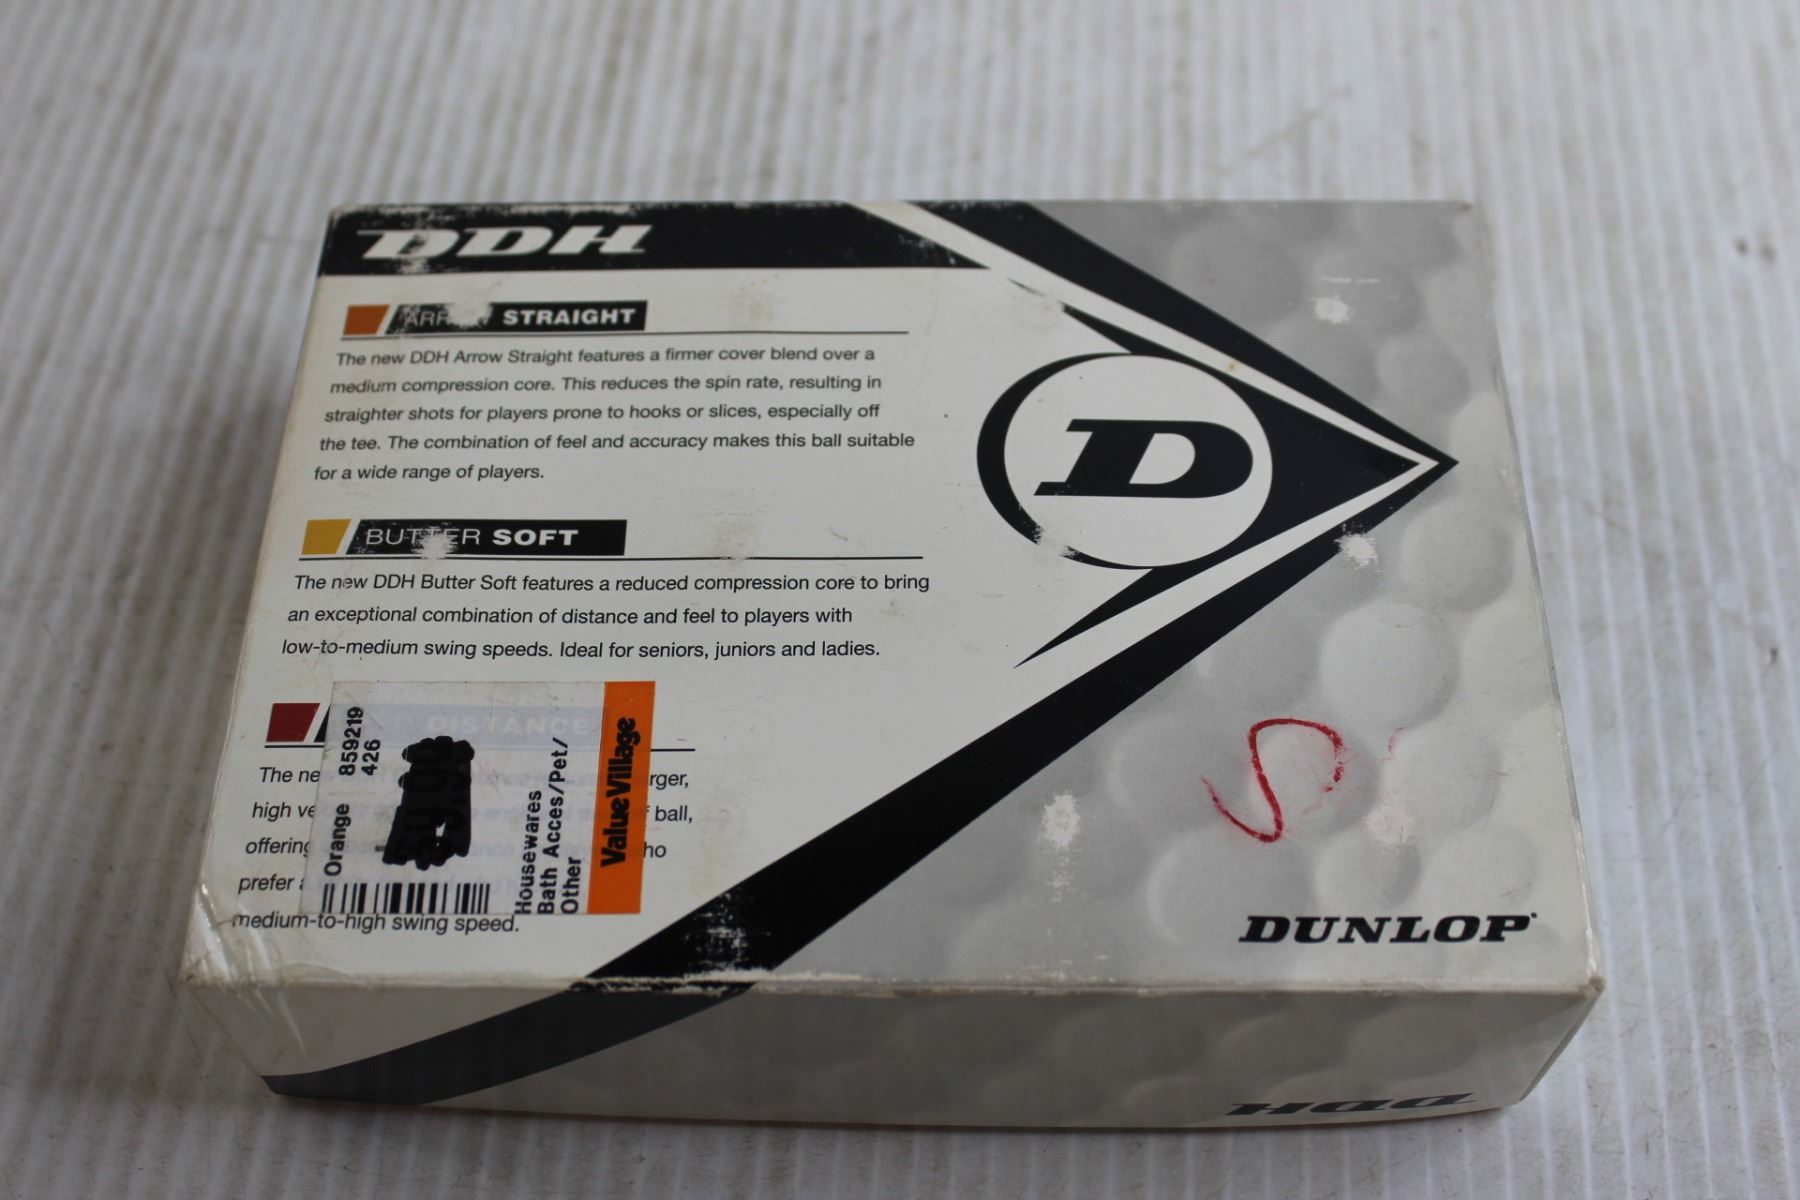 DDH
ARROW STRAIGHT
The new DDH Arrow Straight features a firmer cover blend over a
medium compression core. This reduces the spin rate, resulting in
straighter shots for players prone to hooks or slices, especially off
the tee. The combination of feel and accuracy makes this ball suitable
for a wide range of players.
BUTTER SOFT
The new DDH Butter Soft features a reduced compression core to bring
an exceptional combination of distance and feel to players with
low-to-medium swing speeds. Ideal for seniors, juniors and ladies.
DISTANCE
The ne
rger,
high ve
ball,
offering
ho
prefer
medium-to-high swing speed.
859219
426
Orange
Housewares
Bath Acces/Pet/
Other
ValueVillage
D
DUNLOP
DDH